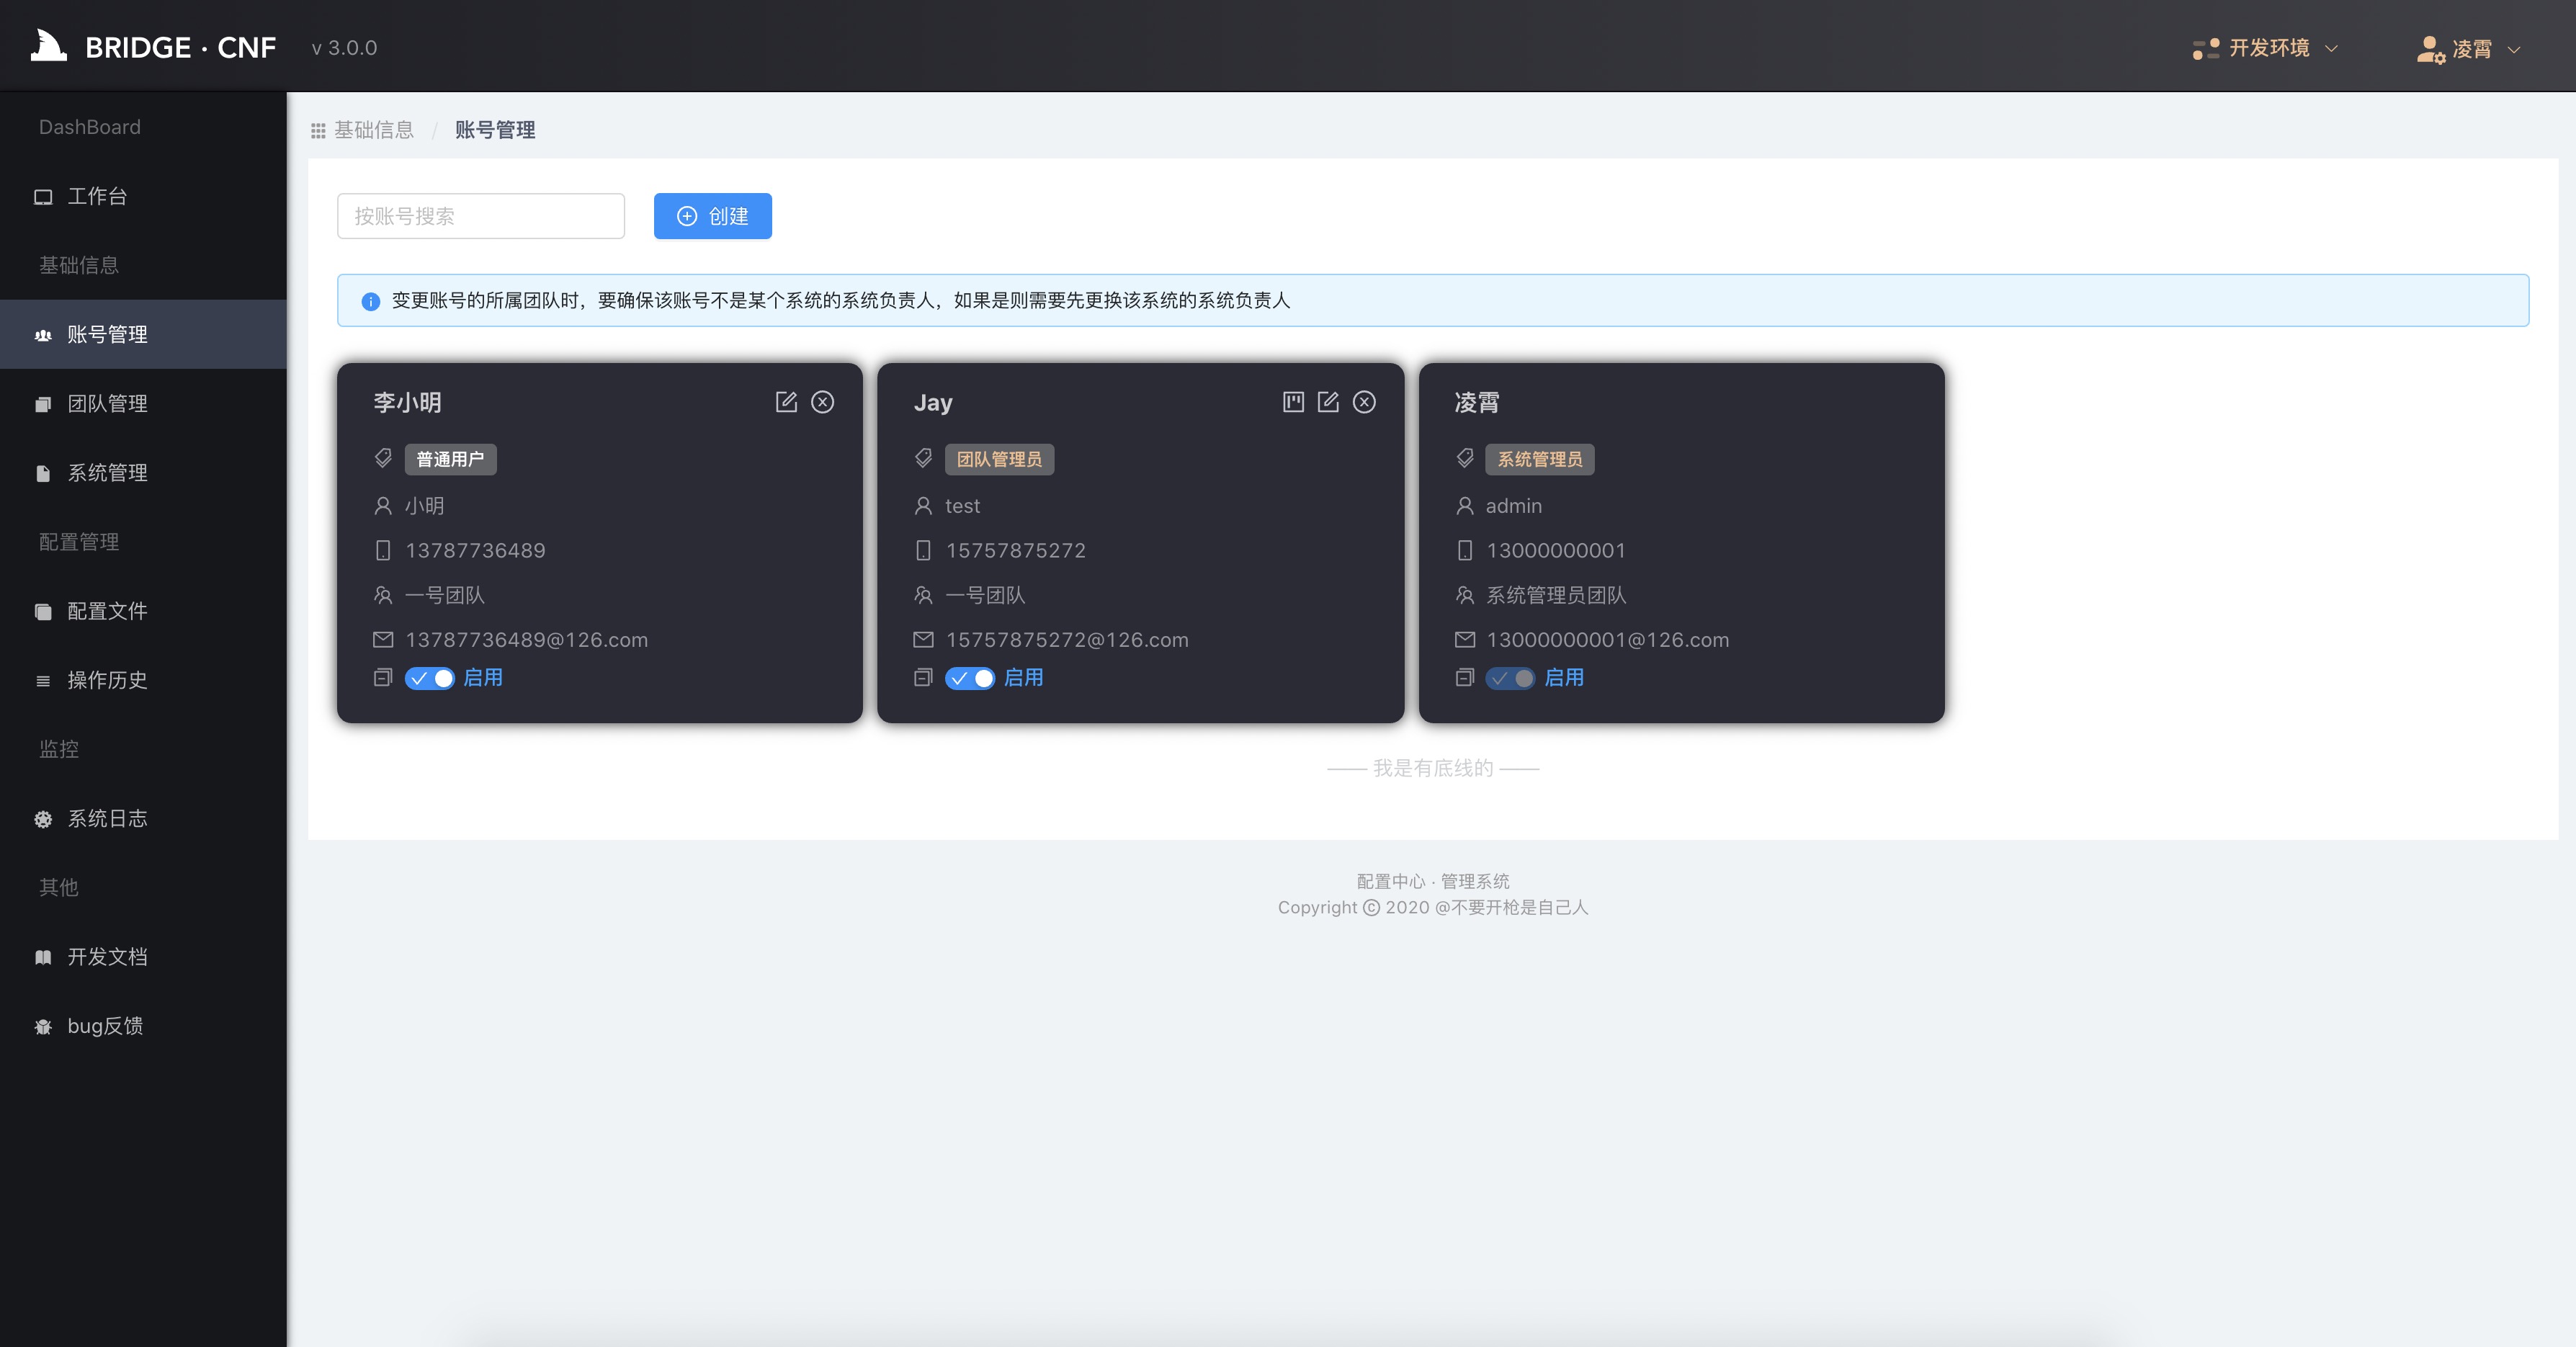 BRIDGE · CNF v 3.0.0
开发环境
凌霄
DashBoard
工作台
基础信息
账号管理
团队管理
系统管理
配置管理
配置文件
操作历史
监控
系统日志
其他
开发文档
bug反馈
基础信息 / 账号管理
按账号搜索
创建
变更账号的所属团队时，要确保该账号不是某个系统的系统负责人，如果是则需要先更换该系统的系统负责人
李小明
普通用户
小明
13787736489
一号团队
13787736489@126.com
启用
Jay
团队管理员
test
15757875272
一号团队
15757875272@126.com
启用
凌霄
系统管理员
admin
13000000001
系统管理员团队
13000000001@126.com
启用
—— 我是有底线的 ——
配置中心 · 管理系统
Copyright © 2020 @不要开枪是自己人